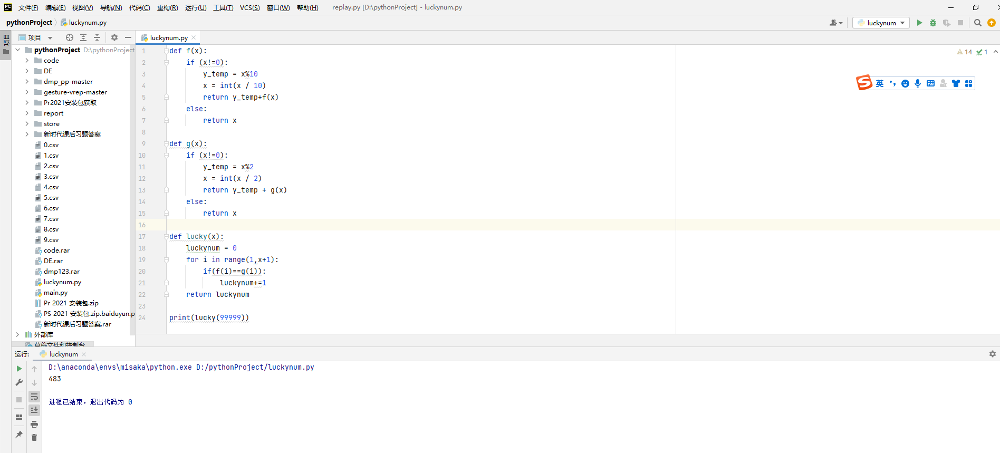 PC 文件(F) 编辑(E) 视图(V) 导航(N) 代码(C) 重构(R) 运行(U) 工具(T) VCS(S) 窗口(W) 帮助(H) replay.py [D:\pythonProject] - luckynum.py
pythonProject luckynum.py luckynum
项目
项目
luckynum.py
pythonProject D:\pythonProject
code
DE
dmp_pp-master
gesture-vrep-master
Pr2021安装包获取
report
store
新时代课后习题答案
0.csv
1.csv
2.csv
3.csv
4.csv
5.csv
6.csv
7.csv
8.csv
9.csv
code.rar
DE.rar
dmp123.rar
luckynum.py
main.py
Pr 2021 安装包.zip
PS 2021 安装包.zip.baiduyun.p
新时代课后习题答案.rar
外部库
草稿文件和控制台
1 def f(x):
2 if (x!=0):
3 y_temp = x%10
4 x = int(x / 10)
5 return y_temp+f(x)
6 else:
7 return x
8
9 def g(x):
10 if (x!=0):
11 y_temp = x%2
12 x = int(x / 2)
13 return y_temp + g(x)
14 else:
15 return x
16
17 def lucky(x):
18 luckynum = 0
19 for i in range(1,x+1):
20 if(f(i)==g(i)):
21 luckynum+=1
22 return luckynum
23
24 print(lucky(99999))
14 1
S 英
运行: luckynum
D:\anaconda\envs\misaka\python.exe D:/pythonProject/luckynum.py
483
进程已结束，退出代码为 0